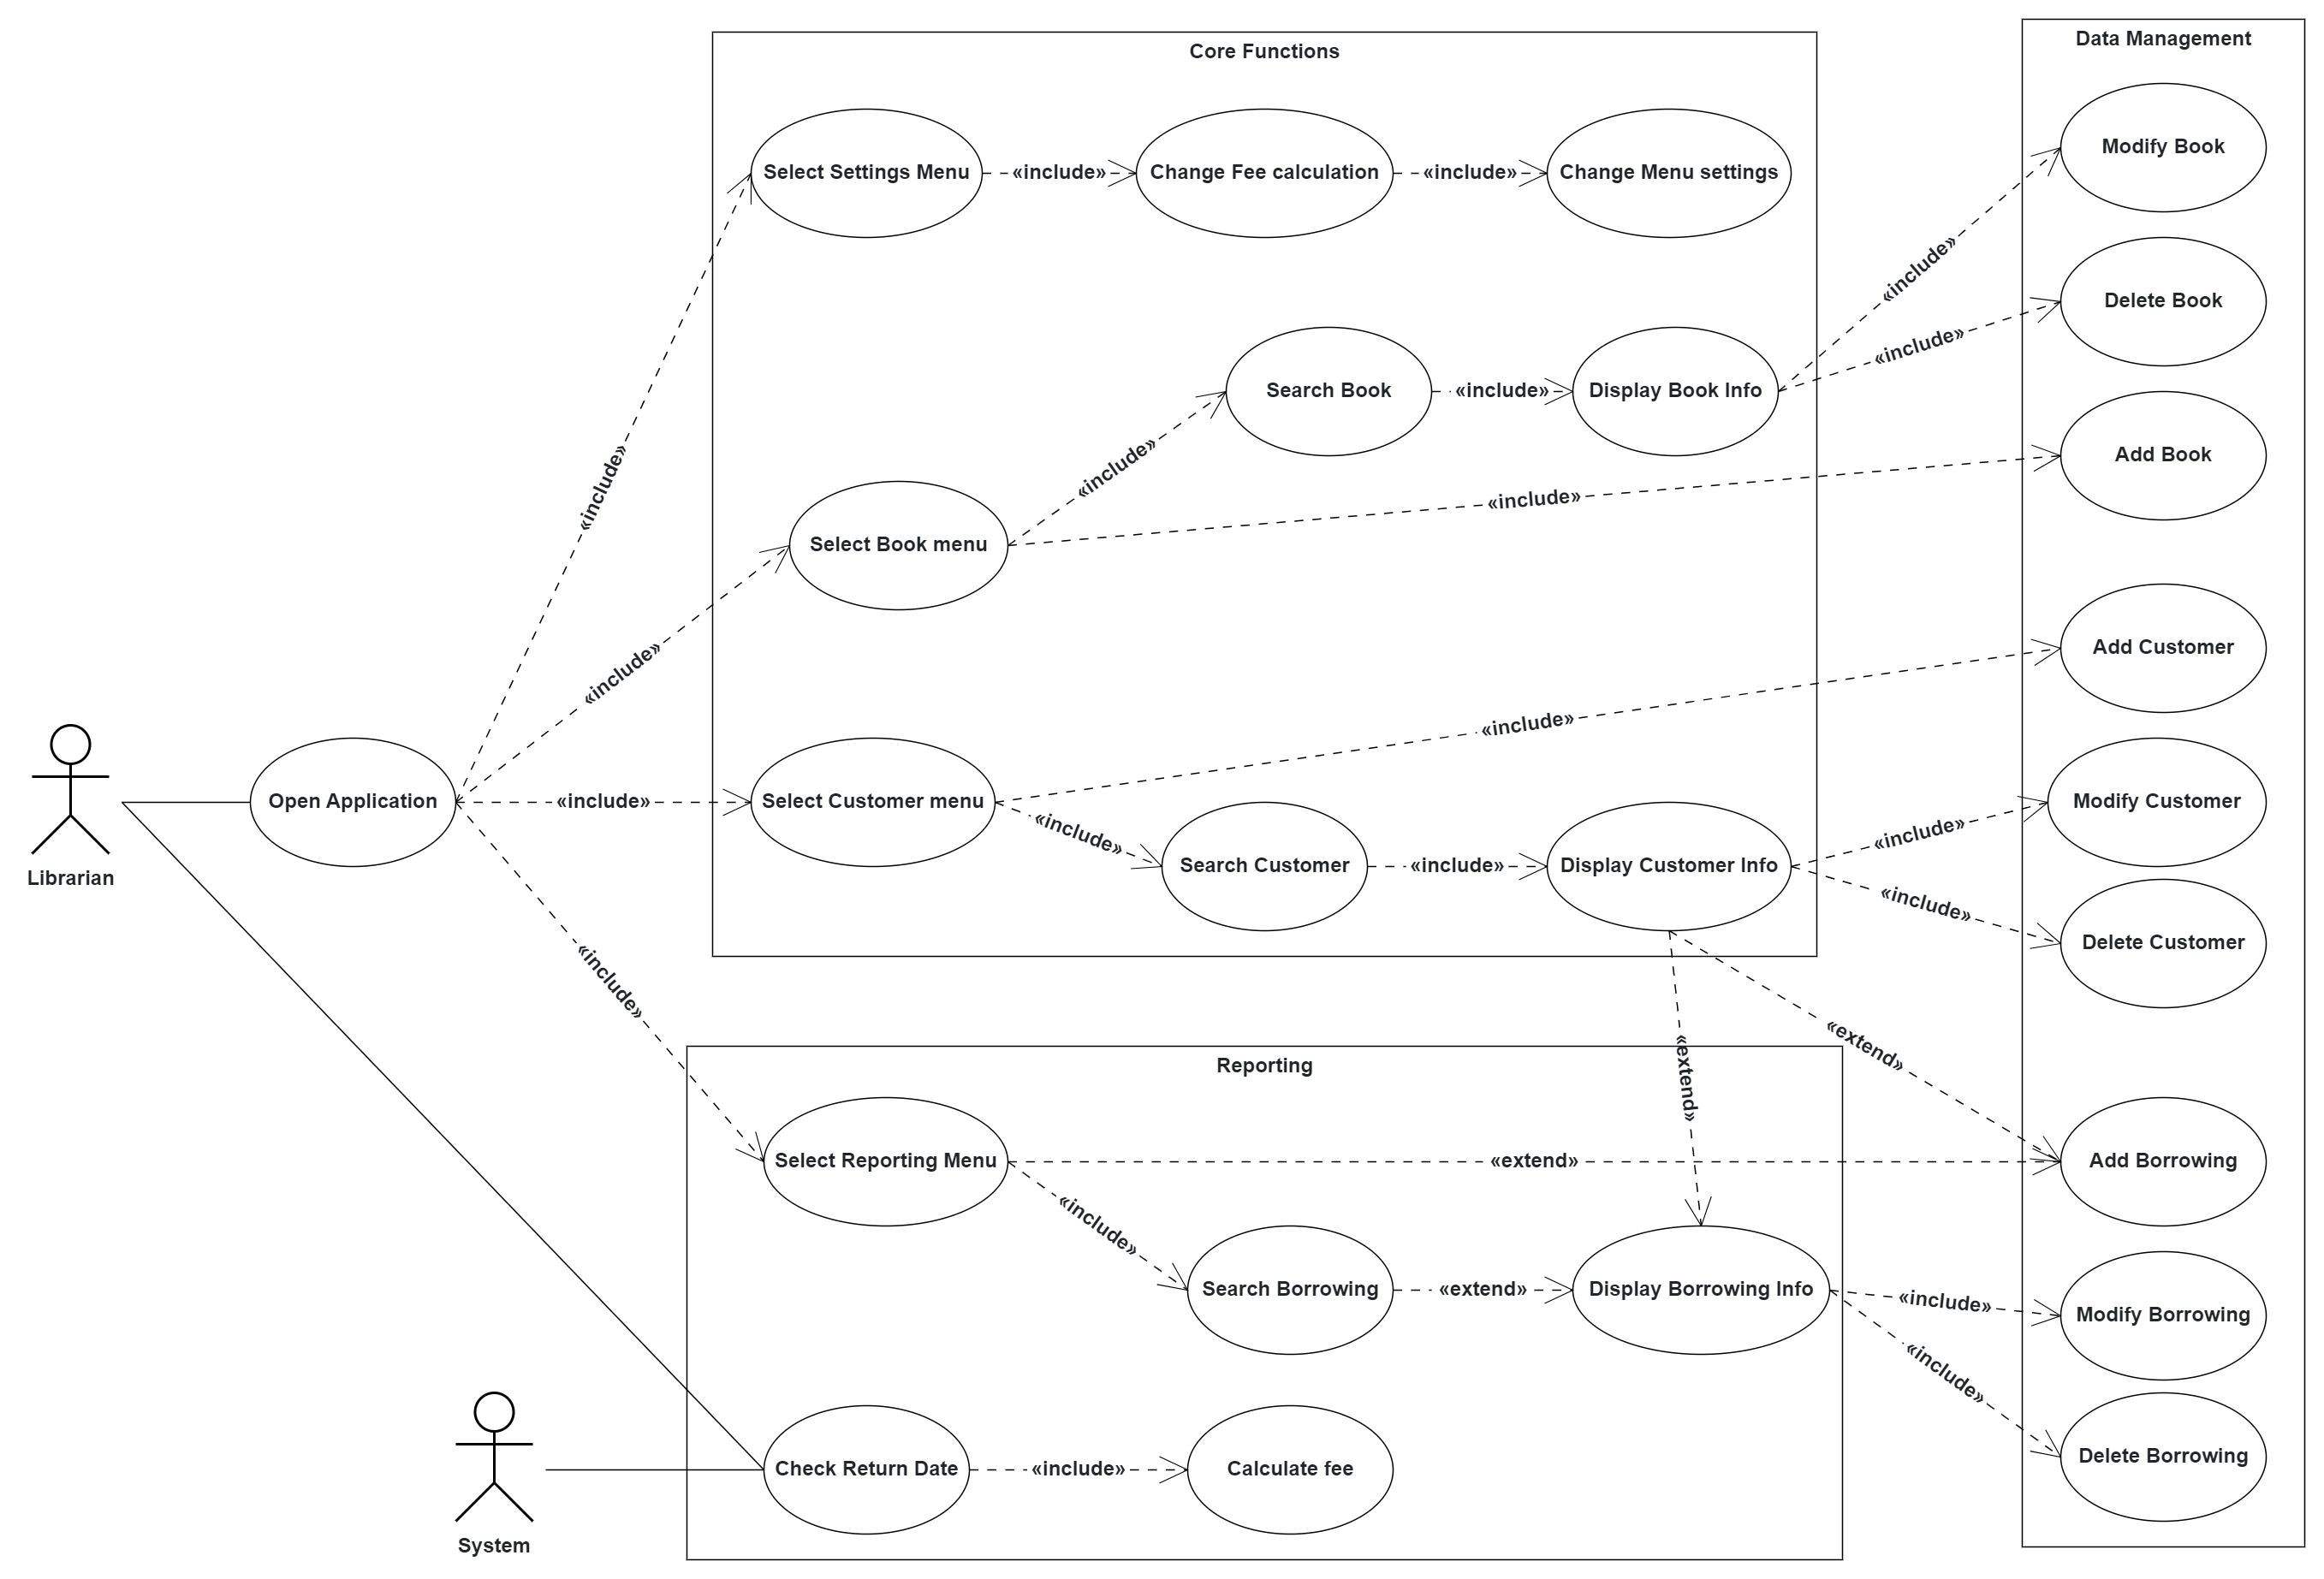 Core Functions
Data Management
Select Settings Menu
«include»
Change Fee calculation
«include»
Change Menu settings
Modify Book
«include»
Delete Book
«include»
«include»
Search Book
«include»
Display Book Info
«include»
Add Book
«include»
Select Book menu
«include»
Add Customer
«include»
«include»
Librarian
Open Application
«include»
Select Customer menu
«include»
Search Customer
«include»
Display Customer Info
«include»
Modify Customer
«include»
Delete Customer
«include»
«extend»
«extend»
Reporting
Select Reporting Menu
«extend»
Add Borrowing
«include»
Search Borrowing
«extend»
Display Borrowing Info
«include»
Modify Borrowing
«include»
Delete Borrowing
System
Check Return Date
«include»
Calculate fee